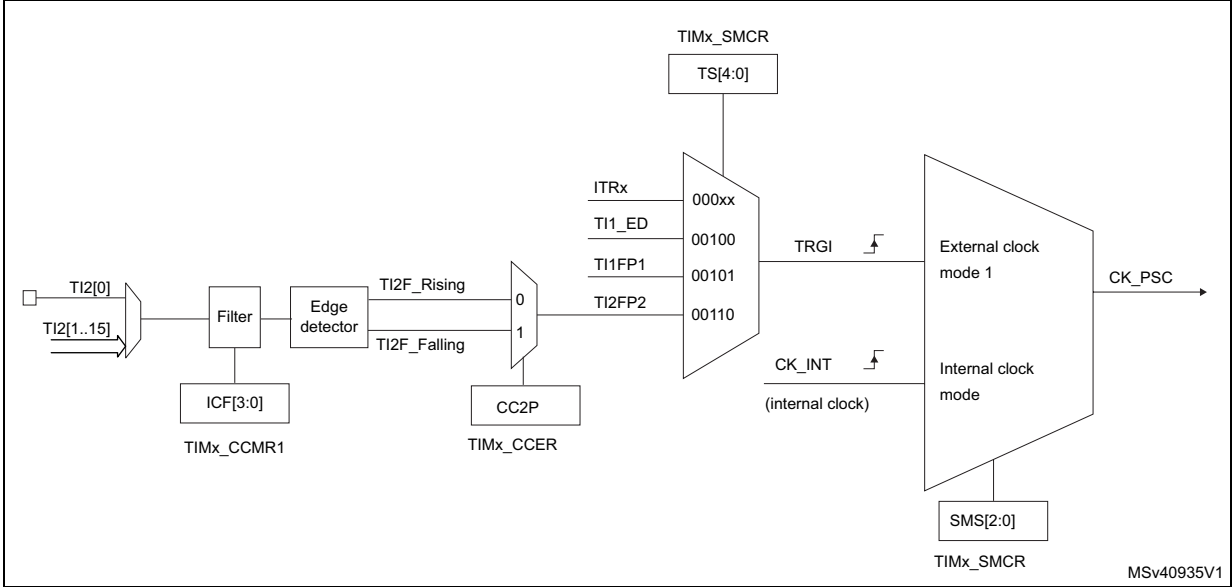 TIMx_SMCR
TS[4:0]
ITRx
000xx
TI1_ED
00100
TI1FP1
00101
TI2FP2
00110
TRGI
External clock
mode 1
CK_PSC
TI2[0]
TI2[1..15]
Filter
Edge
detector
TI2F_Rising
TI2F_Falling
0
1
CK_INT
(internal clock)
Internal clock
mode
ICF[3:0]
TIMx_CCMR1
CC2P
TIMx_CCER
SMS[2:0]
TIMx_SMCR
MSv40935V1